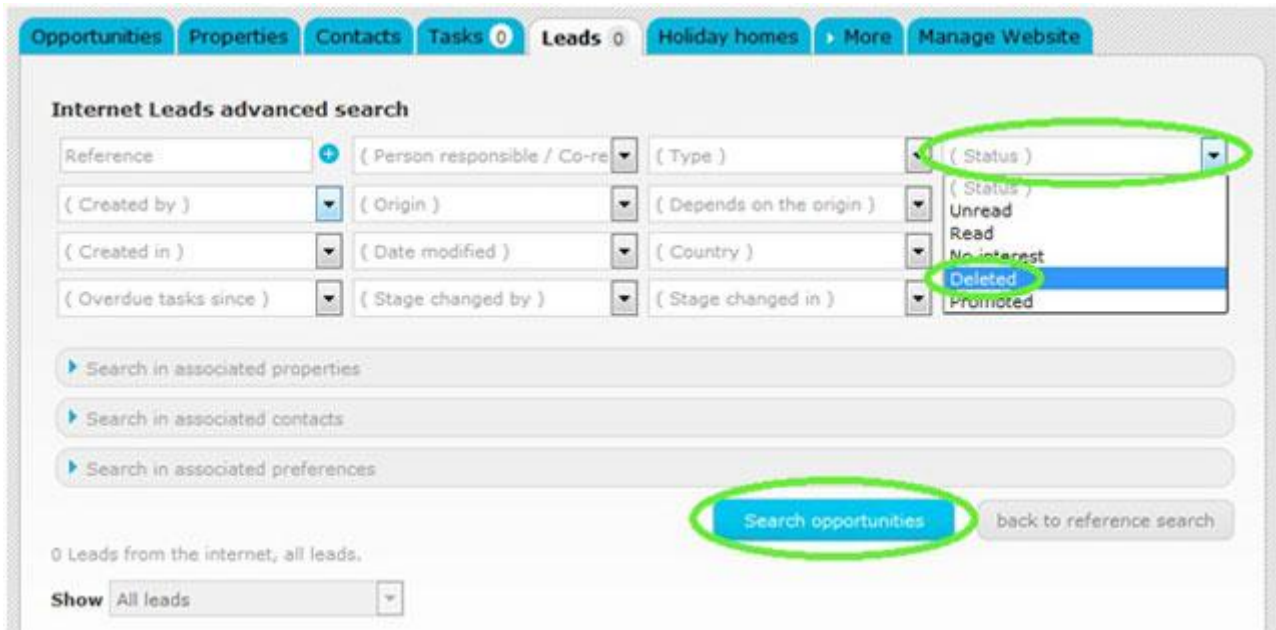 Opportunities Properties Contacts Tasks 0 Leads 0 Holiday homes More Manage Website
Internet Leads advanced search
Reference ( Person responsible / Co-re ( Type ) ( Status )
( Status )
( Created by ) ( Origin ) ( Depends on the origin ) Unread
Read
( Created in ) ( Date modified ) ( Country ) No interest
Deleted
( Overdue tasks since ) ( Stage changed by ) ( Stage changed in ) Promoted
Search in associated properties
Search in associated contacts
Search in associated preferences
Search opportunities back to reference search
0 Leads from the internet, all leads.
Show All leads